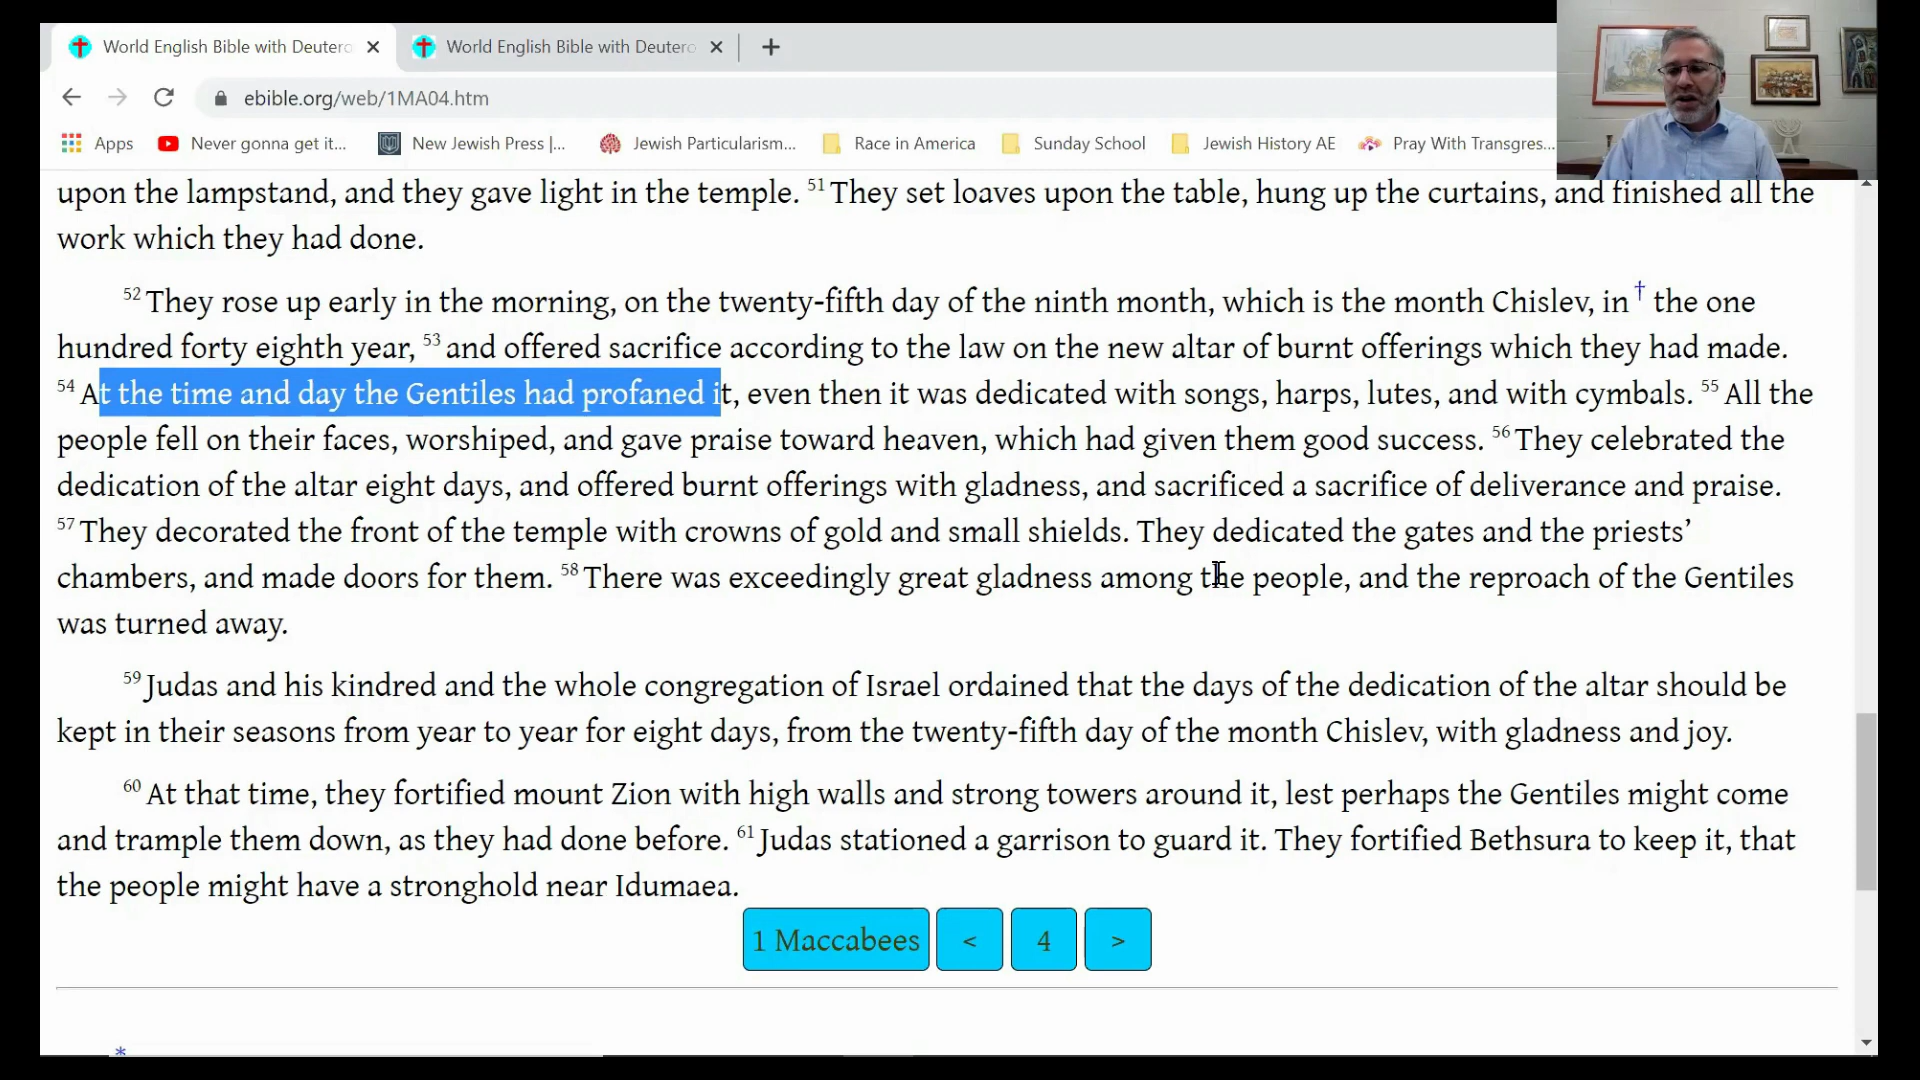 World English Bible with Deutero
World English Bible with Deutero
ebible.org/web/1MA04.htm
Apps
Never gonna get it...
New Jewish Press |...
Jewish Particularism...
Race in America
Sunday School
Jewish History AE
Pray With Transgres...
upon the lampstand, and they gave light in the temple. 51 They set loaves upon the table, hung up the curtains, and finished all the
work which they had done.
52 They rose up early in the morning, on the twenty-fifth day of the ninth month, which is the month Chislev, in † the one
hundred forty eighth year, 53 and offered sacrifice according to the law on the new altar of burnt offerings which they had made.
54 At the time and day the Gentiles had profaned it, even then it was dedicated with songs, harps, lutes, and with cymbals. 55 All the
people fell on their faces, worshiped, and gave praise toward heaven, which had given them good success. 56 They celebrated the
dedication of the altar eight days, and offered burnt offerings with gladness, and sacrificed a sacrifice of deliverance and praise.
57 They decorated the front of the temple with crowns of gold and small shields. They dedicated the gates and the priests’
chambers, and made doors for them. 58 There was exceedingly great gladness among the people, and the reproach of the Gentiles
was turned away.
59 Judas and his kindred and the whole congregation of Israel ordained that the days of the dedication of the altar should be
kept in their seasons from year to year for eight days, from the twenty-fifth day of the month Chislev, with gladness and joy.
60 At that time, they fortified mount Zion with high walls and strong towers around it, lest perhaps the Gentiles might come
and trample them down, as they had done before. 61 Judas stationed a garrison to guard it. They fortified Bethsura to keep it, that
the people might have a stronghold near Idumaea.
1 Maccabees < 4 >
*